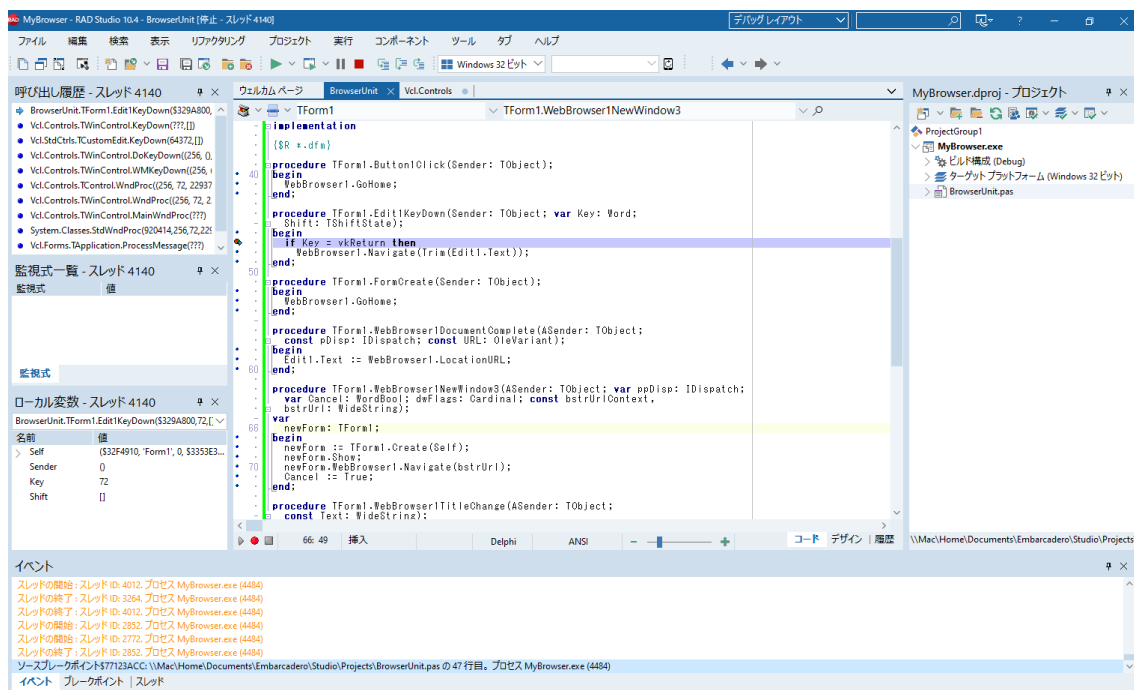 MyBrowser - RAD Studio 10.4 - BrowserUnit [停止 - スレッド 4140]
デバッグ レイアウト
ファイル 編集 検索 表示 リファクタリング プロジェクト 実行 コンポーネント ツール タブ ヘルプ
Windows 32 ビット
呼び出し履歴 - スレッド 4140
BrowserUnit.TForm1.Edit1KeyDown($329A800,
Vcl.Controls.TWinControl.KeyDown(???,[])
Vcl.StdCtrls.TCustomEdit.KeyDown(64372,[])
Vcl.Controls.TWinControl.DoKeyDown((256, (),
Vcl.Controls.TWinControl.WMKeyDown((256,
Vcl.Controls.TControl.WndProc((256, 72, 22937
Vcl.Controls.TWinControl.WndProc((256, 72, 2
Vcl.Controls.TWinControl.MainWndProc(???)
System.Classes.StdWndProc(920414,256,72,229
Vcl.Forms.TApplication.ProcessMessage(???)
監視式一覧 - スレッド 4140
監視式 値
監視式
ローカル変数 - スレッド 4140
BrowserUnit.TForm1.Edit1KeyDown($329A800,72,[
名前 値
Self ($32F4910, 'Form1', 0, $3353E3...
Sender ()
Key 72
Shift []
ウェルカム ページ BrowserUnit Vcl.Controls
TForm1 TForm1.WebBrowser1NewWindow3
implementation
{$R *.dfm}
procedure TForm1.Button1Click(Sender: TObject);
40 begin
WebBrowser1.GoHome;
end;
procedure TForm1.Edit1KeyDown(Sender: TObject; var Key: Word;
Shift: TShiftState);
begin
if Key = vkReturn then
WebBrowser1.Navigate(Trim(Edit1.Text));
end;
50
procedure TForm1.FormCreate(Sender: TObject);
begin
WebBrowser1.GoHome;
end;
procedure TForm1.WebBrowser1DocumentComplete(ASender: TObject;
const pDisp: IDispatch; const URL: OleVariant);
begin
Edit1.Text := WebBrowser1.LocationURL;
60 end;
procedure TForm1.WebBrowser1NewWindow3(ASender: TObject; var ppDisp: IDispatch;
var Cancel: WordBool; dwFlags: Cardinal; const bstrUrlContext,
bstrUrl: WideString);
var
66 newForm: TForm1;
begin
newForm := TForm1.Create(Self);
newForm.Show;
70 newForm.WebBrowser1.Navigate(bstrUrl);
Cancel := True;
end;
procedure TForm1.WebBrowser1TitleChange(ASender: TObject;
const Text: WideString);
66: 49 挿入 Delphi ANSI コード デザイン 履歴
MyBrowser.dproj - プロジェクト
ProjectGroup1
MyBrowser.exe
ビルド構成 (Debug)
ターゲット プラットフォーム (Windows 32 ビット)
BrowserUnit.pas
\\Mac\Home\Documents\Embarcadero\Studio\Projects
イベント
スレッドの開始 : スレッド ID: 4012. プロセス MyBrowser.exe (4484)
スレッドの終了 : スレッド ID: 3264. プロセス MyBrowser.exe (4484)
スレッドの終了 : スレッド ID: 4012. プロセス MyBrowser.exe (4484)
スレッドの開始 : スレッド ID: 2852. プロセス MyBrowser.exe (4484)
スレッドの開始 : スレッド ID: 2772. プロセス MyBrowser.exe (4484)
スレッドの終了 : スレッド ID: 2852. プロセス MyBrowser.exe (4484)
ソースブレークポイント$77123ACC: \\Mac\Home\Documents\Embarcadero\Studio\Projects\BrowserUnit.pas の 47 行目。プロセス MyBrowser.exe (4484)
イベント ブレークポイント スレッド